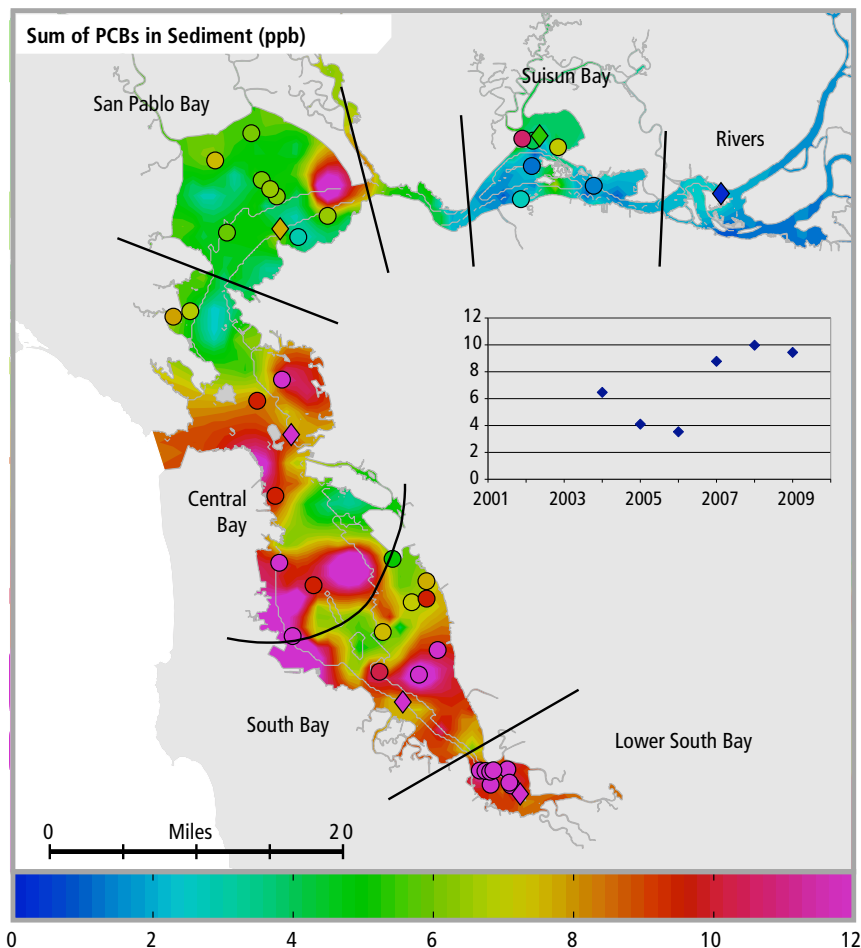 Sum of PCBs in Sediment (ppb)
Suisun Bay
San Pablo Bay
Rivers
12
10
8
6
4
2
0
2001 2003 2005 2007 2009
Central
Bay
South Bay
Lower South Bay
0 Miles 20
0 2 4 6 8 10 12